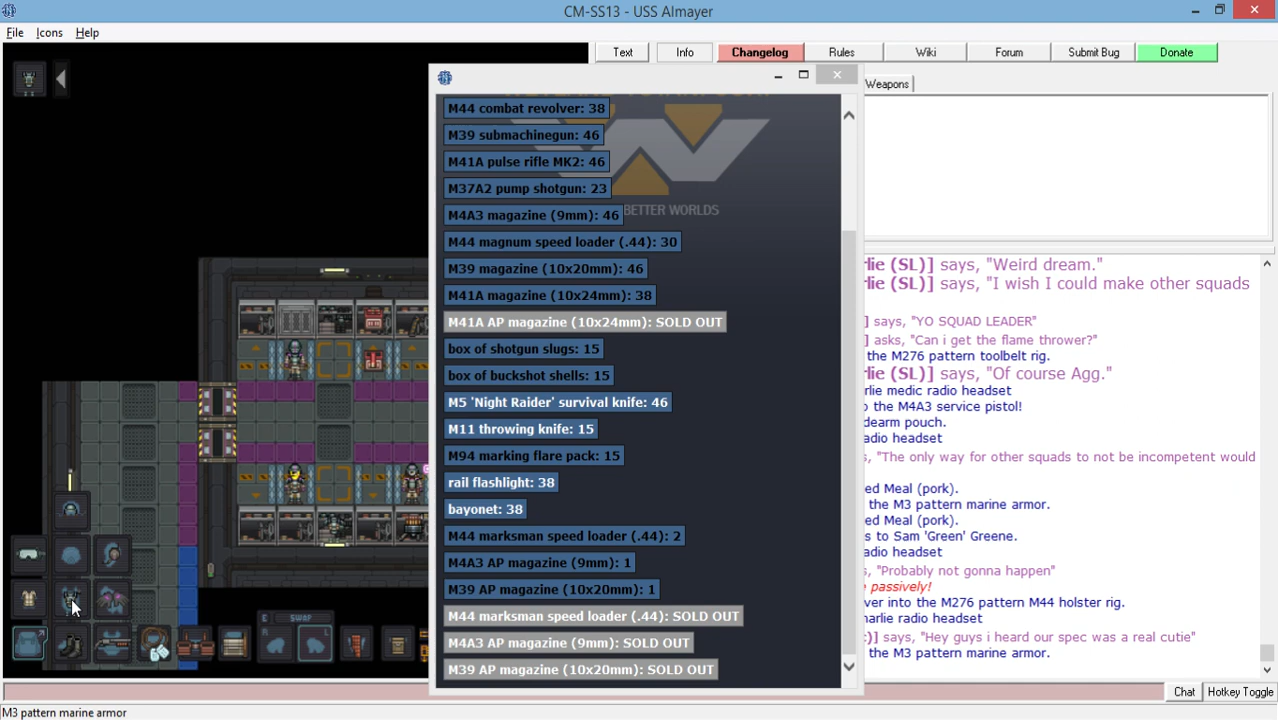 CM-SS13 - USS Almayer
File Icons Help
Text Info Changelog Rules Wiki Forum Submit Bug Donate
Weapons
BETTER WORLDS
M44 combat revolver: 38
M39 submachinegun: 46
M41A pulse rifle MK2: 46
M37A2 pump shotgun: 23
M4A3 magazine (9mm): 46
M44 magnum speed loader (.44): 30
M39 magazine (10x20mm): 46
M41A magazine (10x24mm): 38
M41A AP magazine (10x24mm): SOLD OUT
box of shotgun slugs: 15
box of buckshot shells: 15
M5 'Night Raider' survival knife: 46
M11 throwing knife: 15
M94 marking flare pack: 15
rail flashlight: 38
bayonet: 38
M44 marksman speed loader (.44): 2
M4A3 AP magazine (9mm): 1
M39 AP magazine (10x20mm): 1
M44 marksman speed loader (.44): SOLD OUT
M4A3 AP magazine (9mm): SOLD OUT
M39 AP magazine (10x20mm): SOLD OUT
E SWAP
R L
rlie (SL)] says, "Weird dream."
rlie (SL)] says, "I wish I could make other squads
] says, "YO SQUAD LEADER"
] asks, "Can i get the flame thrower?"
the M276 pattern toolbelt rig.
rlie (SL)] says, "Of course Agg."
rlie medic radio headset
o the M4A3 service pistol!
dearm pouch.
adio headset
s, "The only way for other squads to not be incompetent would
ed Meal (pork).
the M3 pattern marine armor.
ed Meal (pork).
s to Sam 'Green' Greene.
adio headset
s, "Probably not gonna happen"
e passively!
ver into the M276 pattern M44 holster rig.
harlie radio headset
:)] says, "Hey guys i heard our spec was a real cutie"
the M3 pattern marine armor.
Chat Hotkey Toggle
M3 pattern marine armor